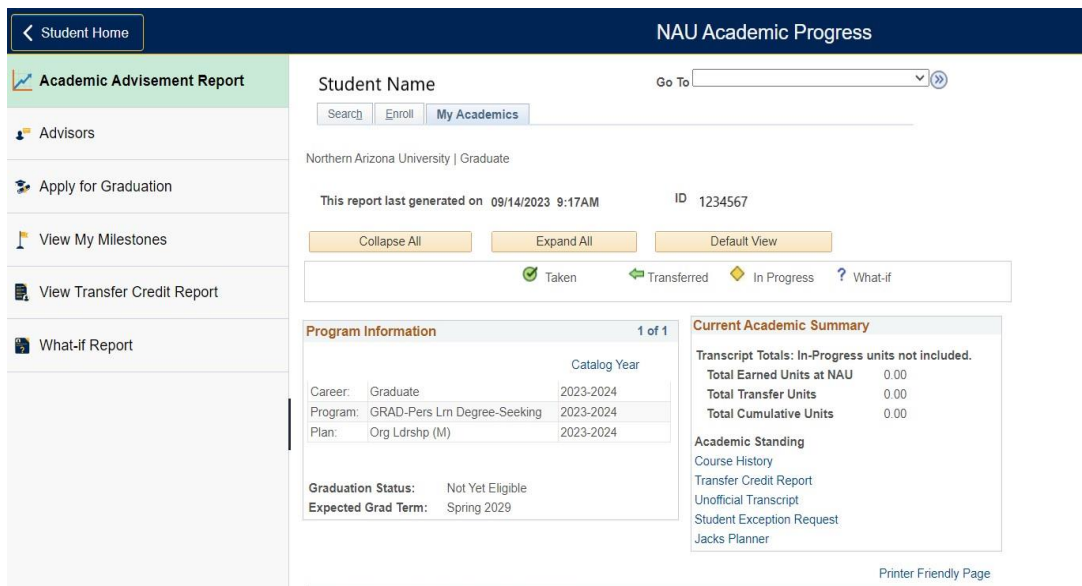 Student Home
NAU Academic Progress
Academic Advisement Report
Advisors
Apply for Graduation
View My Milestones
View Transfer Credit Report
What-if Report
Student Name
Go To
Search Enroll My Academics
Northern Arizona University | Graduate
This report last generated on 09/14/2023 9:17AM ID 1234567
Collapse All Expand All Default View
Taken Transferred In Progress ? What-if
Program Information 1 of 1
Catalog Year
Career: Graduate 2023-2024
Program: GRAD-Pers Lrn Degree-Seeking 2023-2024
Plan: Org Ldrshp (M) 2023-2024
Graduation Status: Not Yet Eligible
Expected Grad Term: Spring 2029
Current Academic Summary
Transcript Totals: In-Progress units not included.
Total Earned Units at NAU 0.00
Total Transfer Units 0.00
Total Cumulative Units 0.00
Academic Standing
Course History
Transfer Credit Report
Unofficial Transcript
Student Exception Request
Jacks Planner
Printer Friendly Page